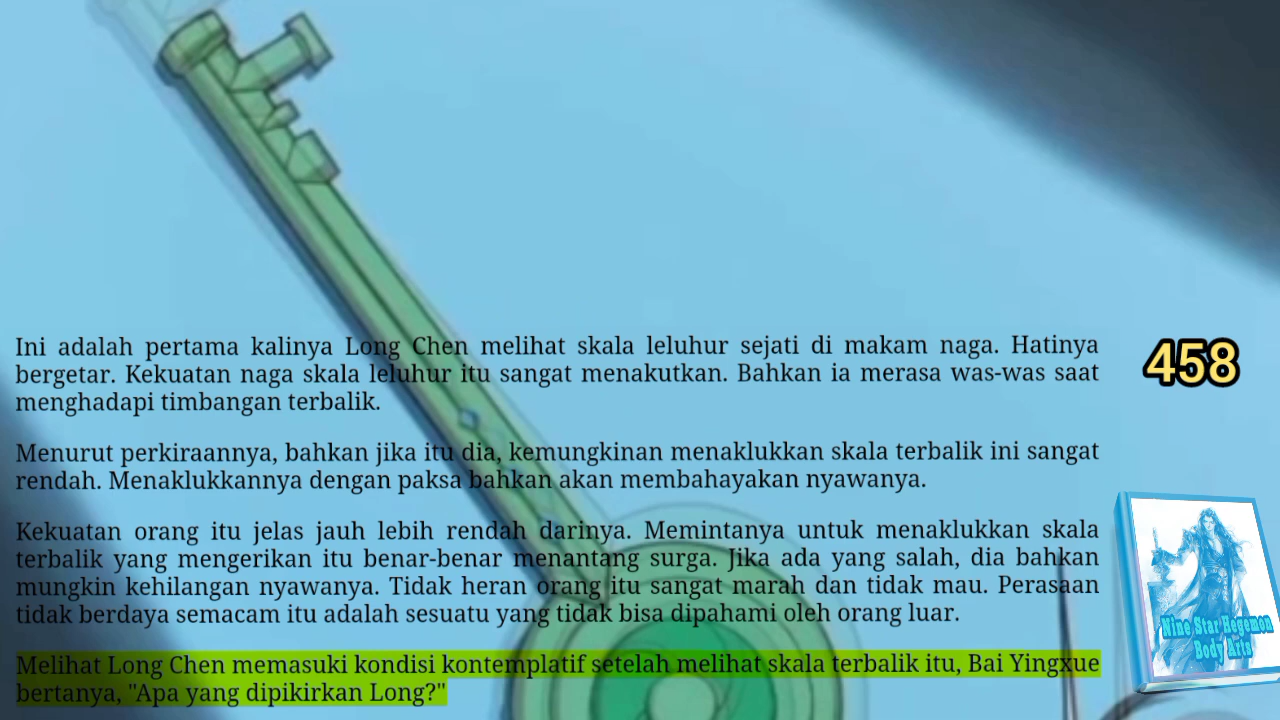 Ini adalah pertama kalinya Long Chen melihat skala leluhur sejati di makam naga. Hatinya
bergetar. Kekuatan naga skala leluhur itu sangat menakutkan. Bahkan ia merasa was-was saat
menghadapi timbangan terbalik.
Menurut perkiraannya, bahkan jika itu dia, kemungkinan menaklukkan skala terbalik ini sangat
rendah. Menaklukkannya dengan paksa bahkan akan membahayakan nyawanya.
Kekuatan orang itu jelas jauh lebih rendah darinya. Memintanya untuk menaklukkan skala
terbalik yang mengerikan itu benar-benar menantang surga. Jika ada yang salah, dia bahkan
mungkin kehilangan nyawanya. Tidak heran orang itu sangat marah dan tidak mau. Perasaan
tidak berdaya semacam itu adalah sesuatu yang tidak bisa dipahami oleh orang luar.
Melihat Long Chen memasuki kondisi kontemplatif setelah melihat skala terbalik itu, Bai Yingxue
bertanya, "Apa yang dipikirkan Long?"
458
Nine Star Hegemon
Body Arts